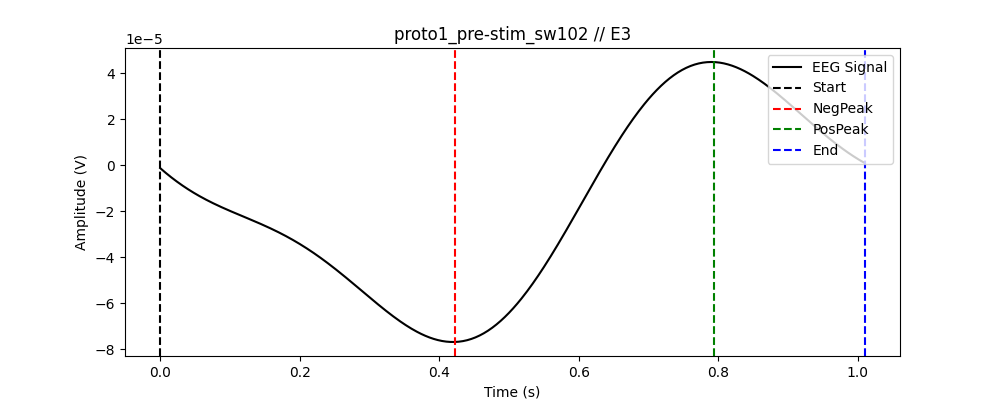 proto1_pre-stim_sw102 // E3
1e−5
4
2
0
−2
−4
−6
−8
Amplitude (V)
EEG Signal
Start
NegPeak
PosPeak
End
0.0 0.2 0.4 0.6 0.8 1.0
Time (s)